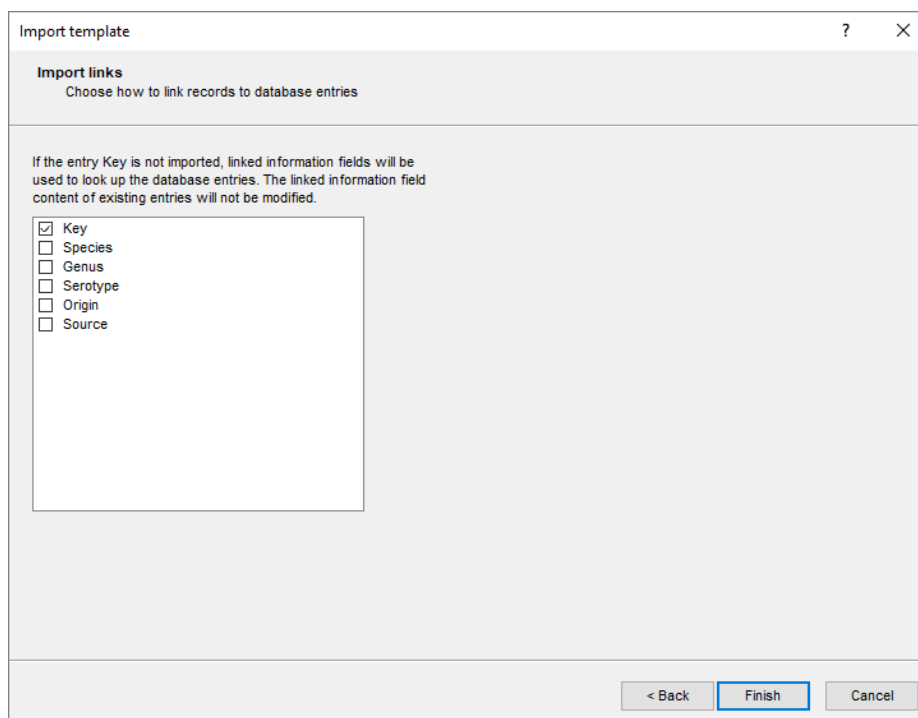 Import template
?
Import links
Choose how to link records to database entries
If the entry Key is not imported, linked information fields will be
used to look up the database entries. The linked information field
content of existing entries will not be modified.
Key
Species
Genus
Serotype
Origin
Source
< Back
Finish
Cancel